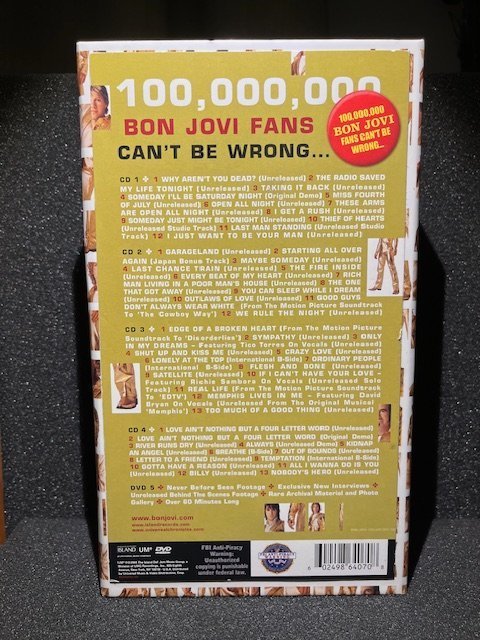 100,000,000
BON JOVI FANS
CAN'T BE WRONG...
100,000,000
BON JOVI
FANS CAN'T BE
WRONG...
CD 1 + 1 WHY AREN'T YOU DEAD? (Unreleased) 2 THE RADIO SAVED
MY LIFE TONIGHT (Unreleased) 3 TAKING IT BACK (Unreleased)
4 SOMEDAY I'LL BE SATURDAY NIGHT (Original Demo) 5 MISS FOURTH
OF JULY (Unreleased) 6 OPEN ALL NIGHT (Unreleased) 7 THESE ARMS
ARE OPEN ALL NIGHT (Unreleased) 8 I GET A RUSH (Unreleased)
9 SOMEDAY JUST MIGHT BE TONIGHT (Unreleased) 10 THIEF OF HEARTS
(Unreleased Studio Track) 11 LAST MAN STANDING (Unreleased Studio
Track) 12 I JUST WANT TO BE YOUR MAN (Unreleased)
CD 2 + 1 GARAGELAND (Unreleased) 2 STARTING ALL OVER
AGAIN (Japan Bonus Track) 3 MAYBE SOMEDAY (Unreleased)
4 LAST CHANCE TRAIN (Unreleased) 5 THE FIRE INSIDE
(Unreleased) 6 EVERY BEAT OF MY HEART (Unreleased) 7 RICH
MAN LIVING IN A POOR MAN'S HOUSE (Unreleased) 8 THE ONE
THAT GOT AWAY (Unreleased) 9 YOU CAN SLEEP WHILE I DREAM
(Unreleased) 10 OUTLAWS OF LOVE (Unreleased) 11 GOOD GUYS
DON'T ALWAYS WEAR WHITE (From The Motion Picture Soundtrack
To 'The Cowboy Way') 12 WE RULE THE NIGHT (Unreleased)
CD 3 + 1 EDGE OF A BROKEN HEART (From The Motion Picture
Soundtrack To 'Disorderlies') 2 SYMPATHY (Unreleased) 3 ONLY
IN MY DREAMS – Featuring Tico Torres On Vocals (Unreleased)
4 SHUT UP AND KISS ME (Unreleased) 5 CRAZY LOVE (Unreleased)
6 LONELY AT THE TOP (International B-Side) 7 ORDINARY PEOPLE
(International B-Side) 8 FLESH AND BONE (Unreleased)
9 SATELLITE (Unreleased) 10 IF I CAN'T HAVE YOUR LOVE –
Featuring Richie Sambora On Vocals (Unreleased Solo
Track) 11 REAL LIFE (From The Motion Picture Soundtrack
To 'EDTV') 12 MEMPHIS LIVES IN ME – Featuring David
Bryan On Vocals (Unreleased From The Original Musical
'Memphis') 13 TOO MUCH OF A GOOD THING (Unreleased)
CD 4 + 1 LOVE AIN'T NOTHING BUT A FOUR LETTER WORD (Unreleased)
2 LOVE AIN'T NOTHING BUT A FOUR LETTER WORD (Original Demo)
3 RIVER RUNS DRY (Unreleased) 4 ALWAYS (Unreleased Demo) 5 KIDNAP
AN ANGEL (Unreleased) 6 BREATHE (B-Side) 7 OUT OF BOUNDS (Unreleased)
8 LETTER TO A FRIEND (Unreleased) 9 TEMPTATION (International B-Side)
10 GOTTA HAVE A REASON (Unreleased) 11 ALL I WANNA DO IS YOU
(Unreleased) 12 BILLY (Unreleased) 13 NOBODY'S HERO (Unreleased)
DVD 5 + Never Before Seen Footage + Exclusive New Interviews +
Unreleased Behind The Scenes Footage + Rare Archival Material and Photo
Gallery + Over 80 Minutes Long
www.bonjovi.com
www.islandrecords.com
www.universalchronicles.com
ISLAND UMe DVD
FBI Anti-Piracy
Warning:
Unauthorized
copying is punishable
under federal law.
6 02498 64070 8